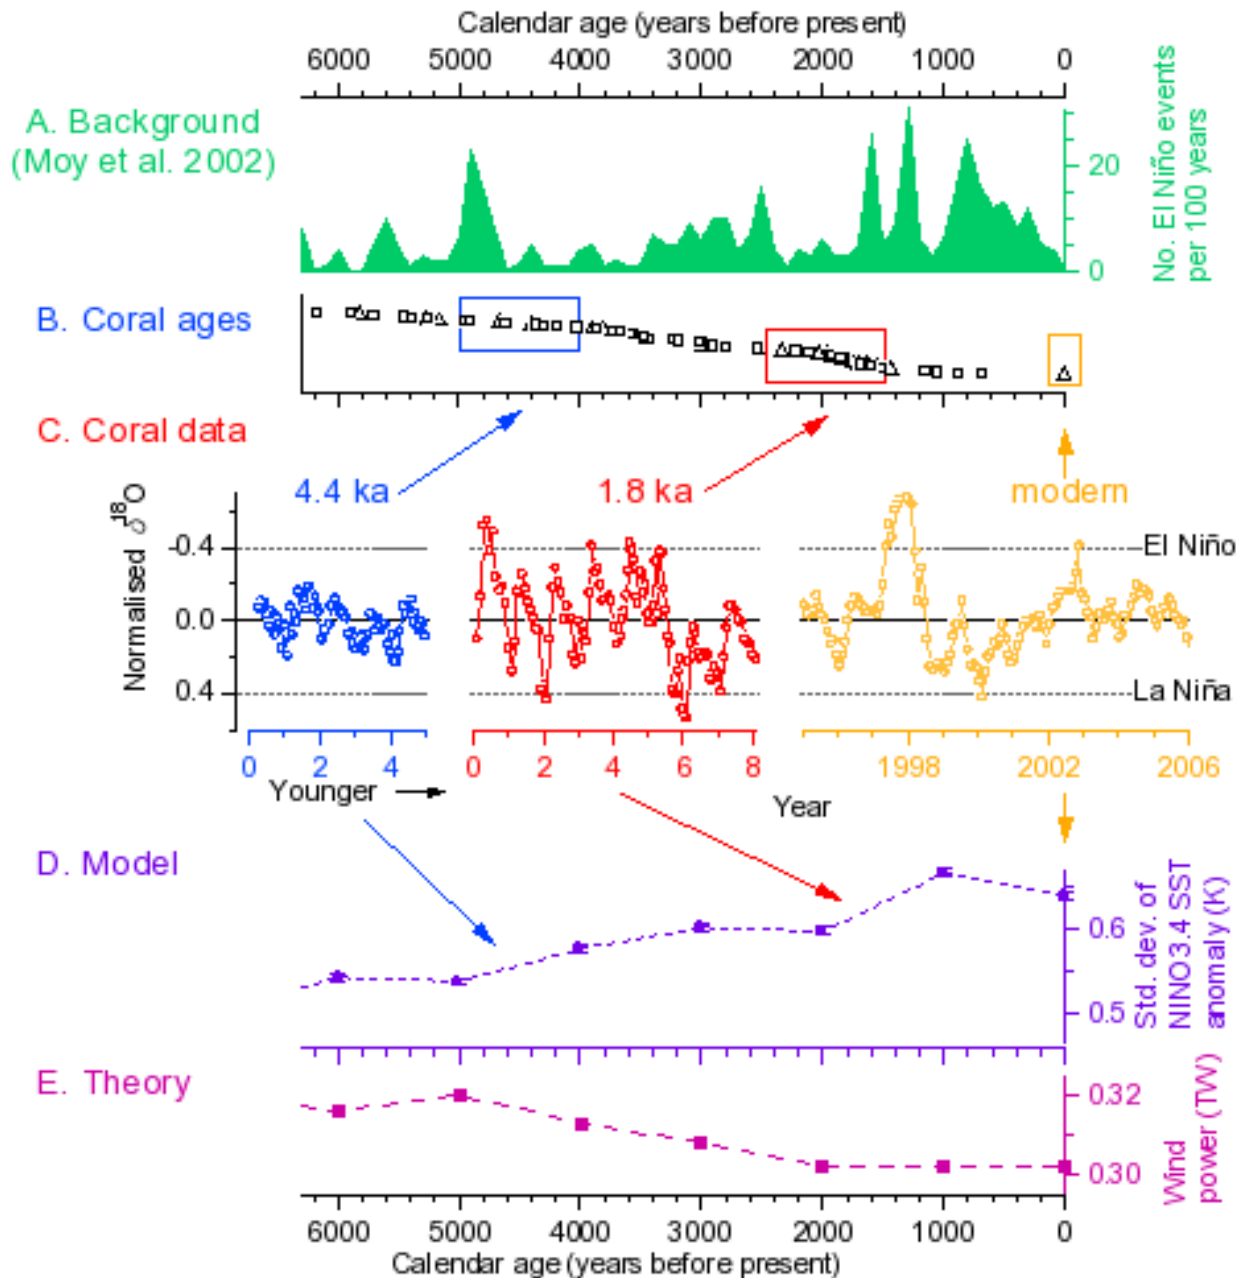 Calendar age (years before present)
6000 5000 4000 3000 2000 1000 0
A. Background
(Moy et al. 2002)
20
0
No. El Niño events
per 100 years
B. Coral ages
C. Coral data
4.4 ka 1.8 ka modern
Normalised δ18O
-0.4
0.0
0.4
El Niño
La Niña
0 2 4
0 2 4 6 8
1998 2002 2006
Younger
Year
D. Model
0.6
0.5
Std. dev. of
NINO3.4 SST
anomaly (K)
E. Theory
0.32
0.30
Wind
power (TW)
6000 5000 4000 3000 2000 1000 0
Calendar age (years before present)